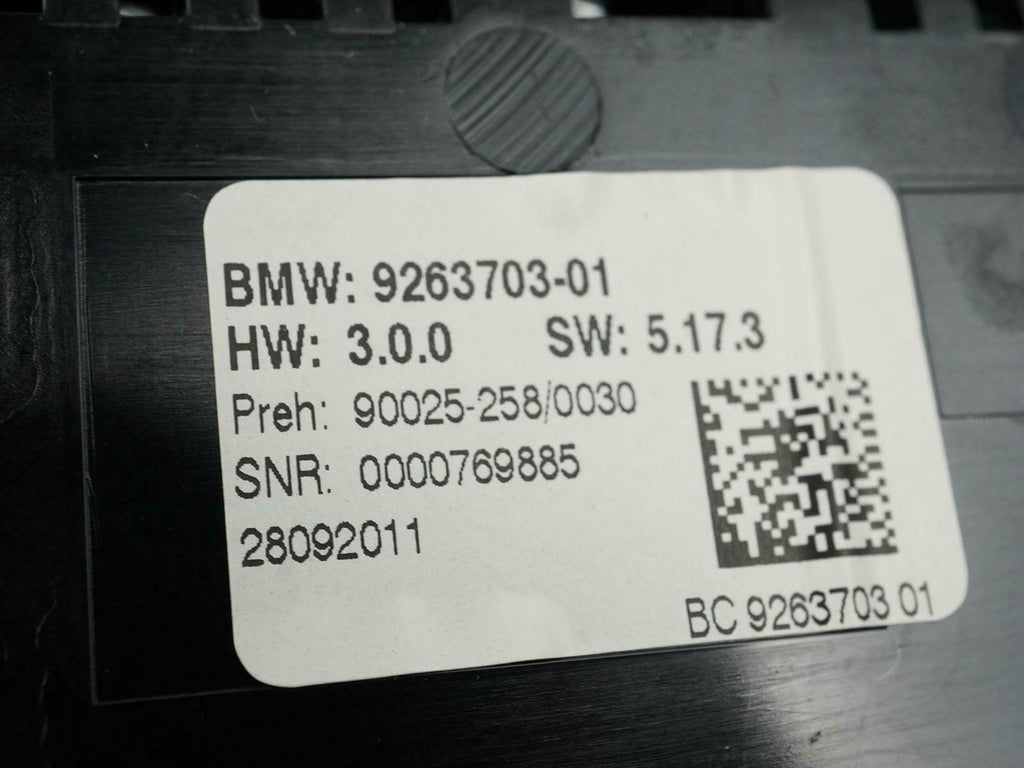 BMW: 9263703-01
HW: 3.0.0 SW: 5.17.3
Preh: 90025-258/0030
SNR: 0000769885
28092011
BC 9263703 01